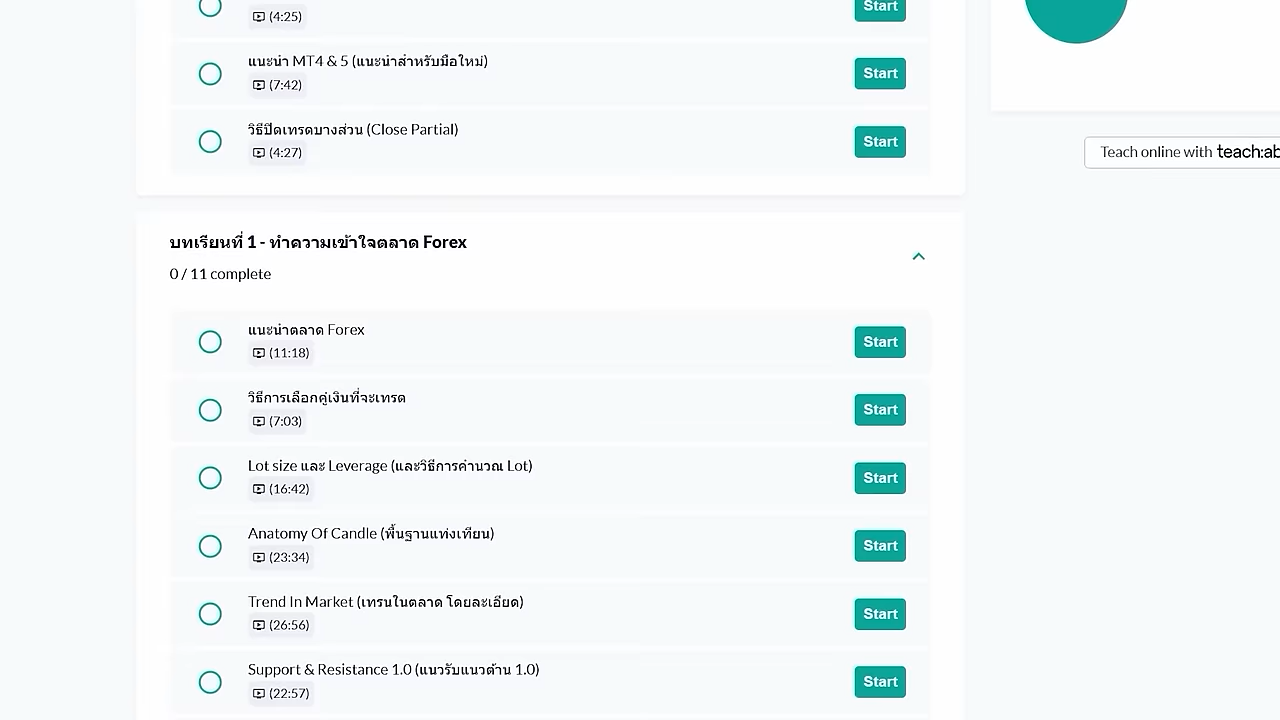 (4:25)
Start
แนะนำ MT4 & 5 (แนะนำสำหรับมือใหม่)
(7:42)
Start
วิธีปิดเทรดบางส่วน (Close Partial)
(4:27)
Start
Teach online with teach:ab
บทเรียนที่ 1 - ทำความเข้าใจตลาด Forex
0 / 11 complete
แนะนำตลาด Forex
(11:18)
Start
วิธีการเลือกคู่เงินที่จะเทรด
(7:03)
Start
Lot size และ Leverage (และวิธีการคำนวณ Lot)
(16:42)
Start
Anatomy Of Candle (พื้นฐานแท่งเทียน)
(23:34)
Start
Trend In Market (เทรนในตลาด โดยละเอียด)
(26:56)
Start
Support & Resistance 1.0 (แนวรับแนวต้าน 1.0)
(22:57)
Start